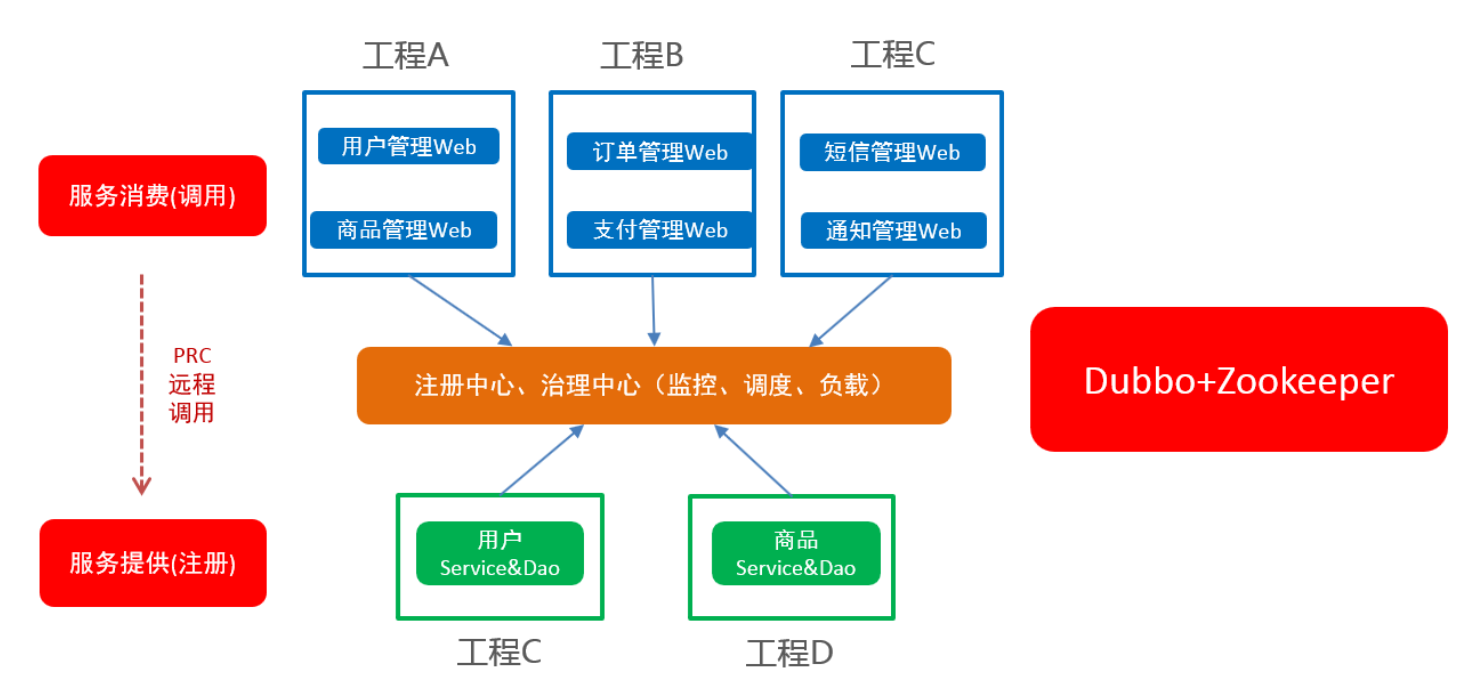 工程A
工程B
工程C
用户管理Web
订单管理Web
短信管理Web
服务消费(调用)
商品管理Web
支付管理Web
通知管理Web
PRC
远程
调用
注册中心、治理中心（监控、调度、负载）
Dubbo+Zookeeper
服务提供(注册)
用户
Service&Dao
商品
Service&Dao
工程C
工程D